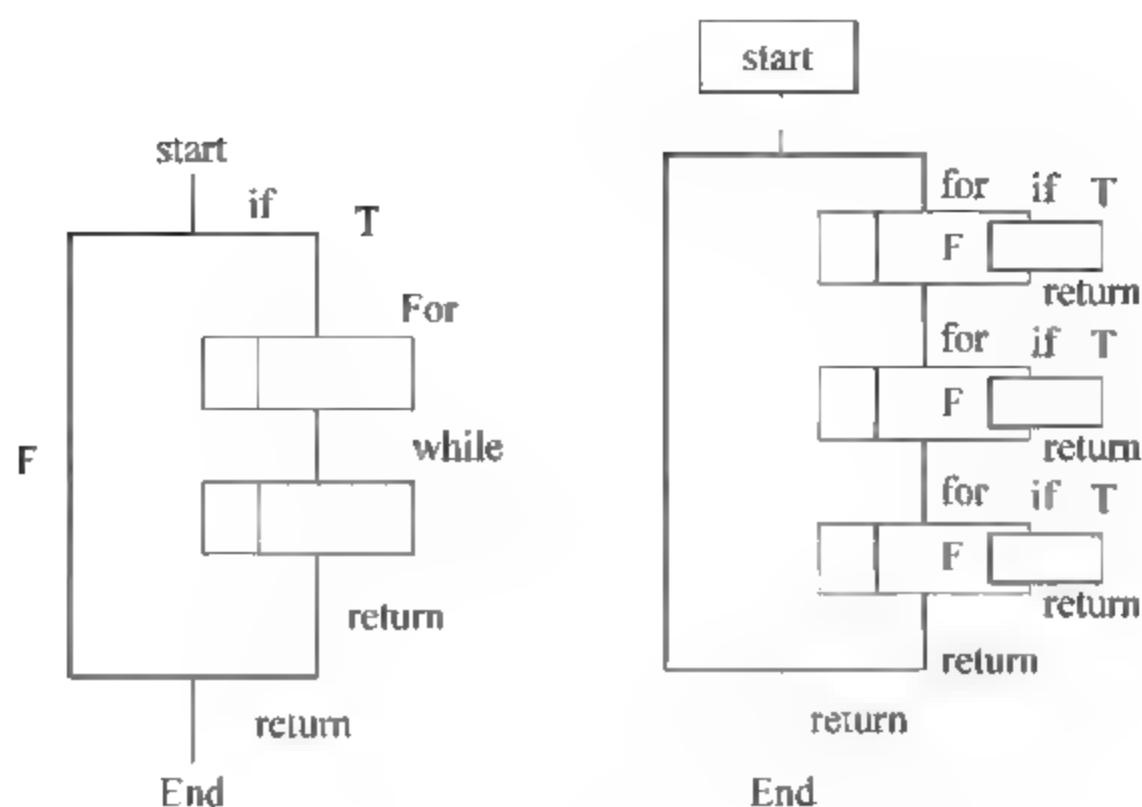 start
if
T
For
F
while
return
return
End
start
for if T
F
return
for if T
F
return
for if T
F
return
return
return
End